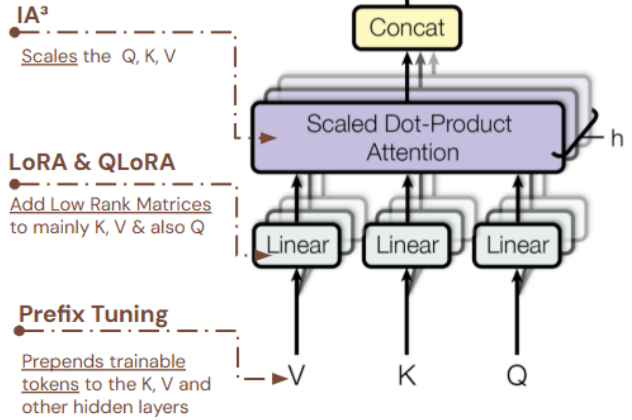 IA³
Scales the Q, K, V
LoRA & QLoRA
Add Low Rank Matrices
to mainly K, V & also Q
Prefix Tuning
Prepends trainable
tokens to the K, V and
other hidden layers
Concat
Scaled Dot-Product
Attention
h
Linear
Linear
Linear
V
K
Q